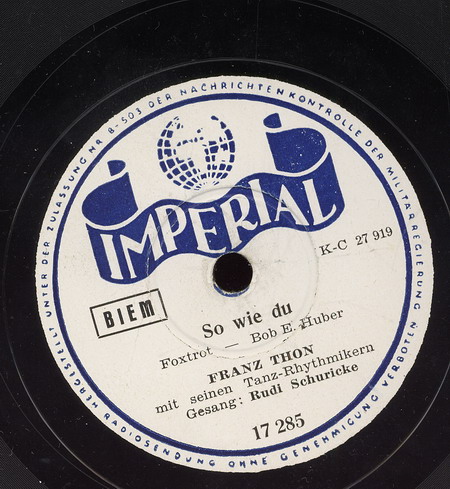 HERGESTELLT UNTER DER ZULASSUNG NR B-503 DER NACHRICHTENKONTROLLE DER MILITÄRREGIERUNG
RADIOSENDUNG OHNE GENEHMIGUNG VERBOTEN
IMPERIAL
K-C 27 919
BIEM
So wie du
Foxtrot — Bob E. Huber
FRANZ THON
mit seinen Tanz-Rhythmikern
Gesang: Rudi Schuricke
17 285